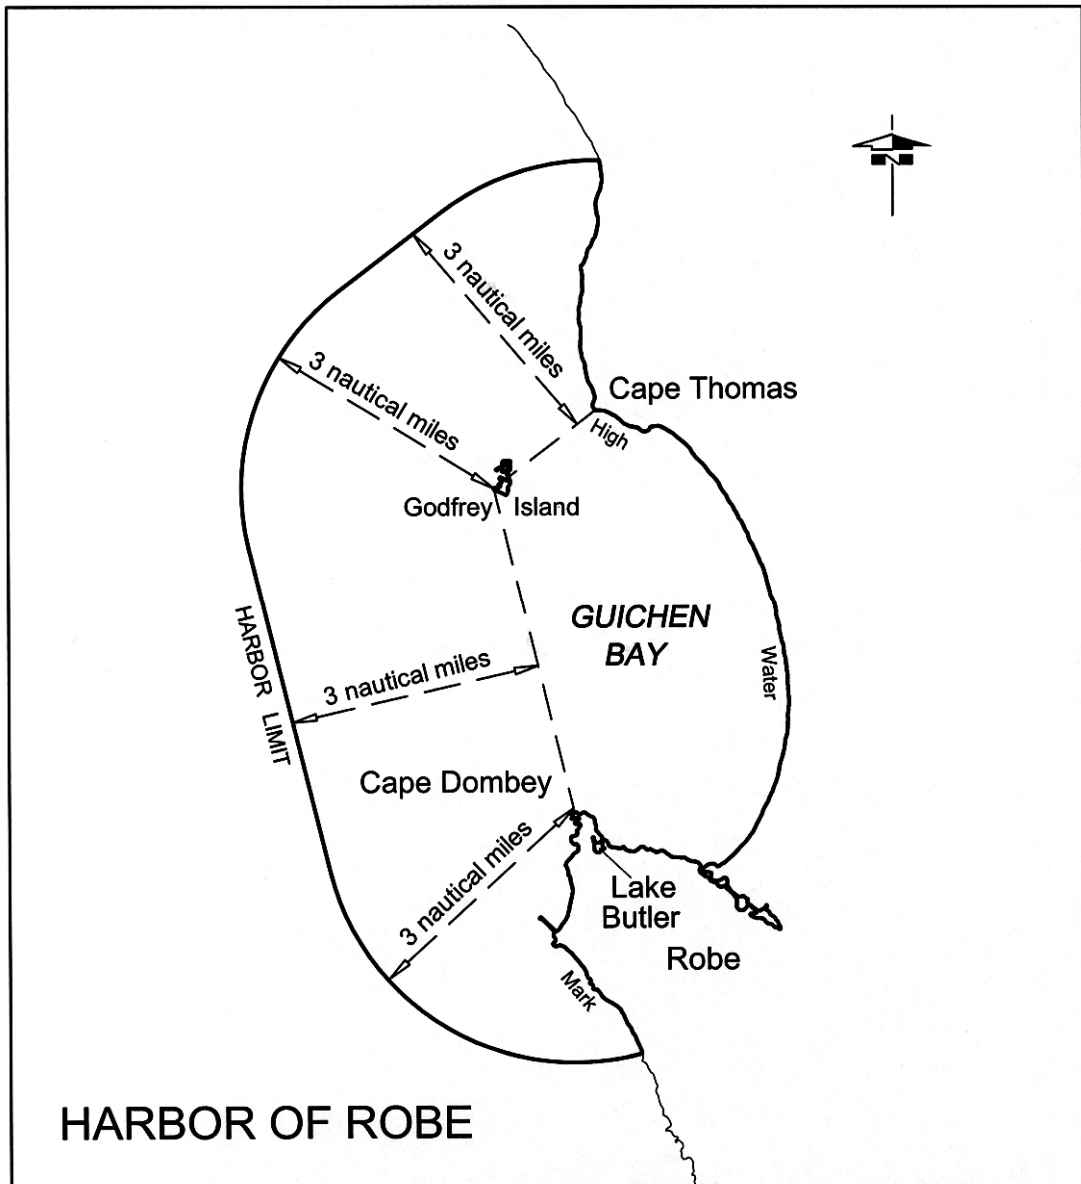 3 nautical miles
3 nautical miles
Cape Thomas
High
Godfrey Island
GUICHEN
BAY
HARBOR LIMIT
Water
3 nautical miles
Cape Dombey
3 nautical miles
Lake
Butler
Robe
Mark
HARBOR OF ROBE
N